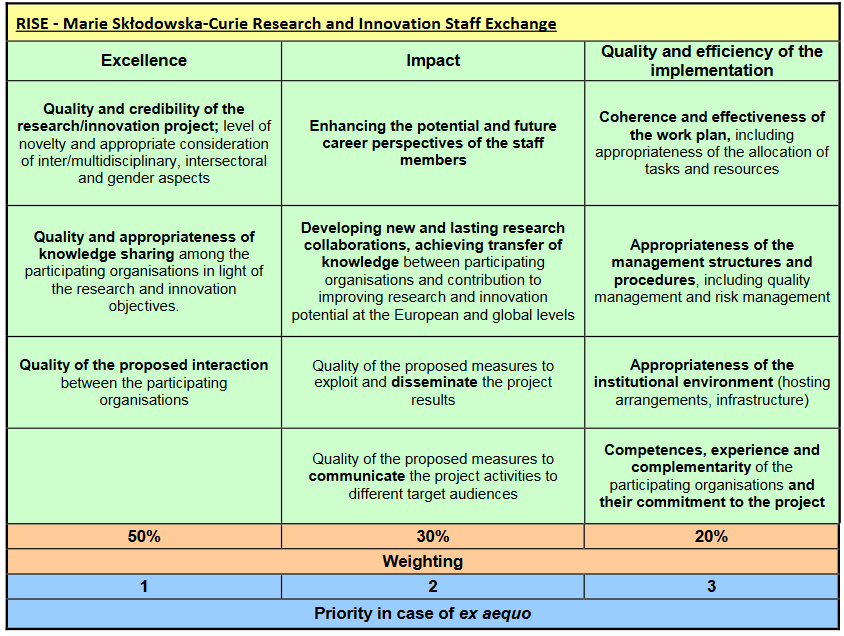 RISE - Marie Skłodowska-Curie Research and Innovation Staff Exchange
Excellence
Impact
Quality and efficiency of the
implementation
Quality and credibility of the
research/innovation project; level of
novelty and appropriate consideration
of inter/multidisciplinary, intersectoral
and gender aspects
Enhancing the potential and future
career perspectives of the staff
members
Coherence and effectiveness of
the work plan, including
appropriateness of the allocation of
tasks and resources
Quality and appropriateness of
knowledge sharing among the
participating organisations in light of
the research and innovation
objectives.
Developing new and lasting research
collaborations, achieving transfer of
knowledge between participating
organisations and contribution to
improving research and innovation
potential at the European and global levels
Appropriateness of the
management structures and
procedures, including quality
management and risk management
Quality of the proposed interaction
between the participating
organisations
Quality of the proposed measures to
exploit and disseminate the project
results
Appropriateness of the
institutional environment (hosting
arrangements, infrastructure)
Quality of the proposed measures to
communicate the project activities to
different target audiences
Competences, experience and
complementarity of the
participating organisations and
their commitment to the project
50%
30%
20%
Weighting
1
2
3
Priority in case of ex aequo